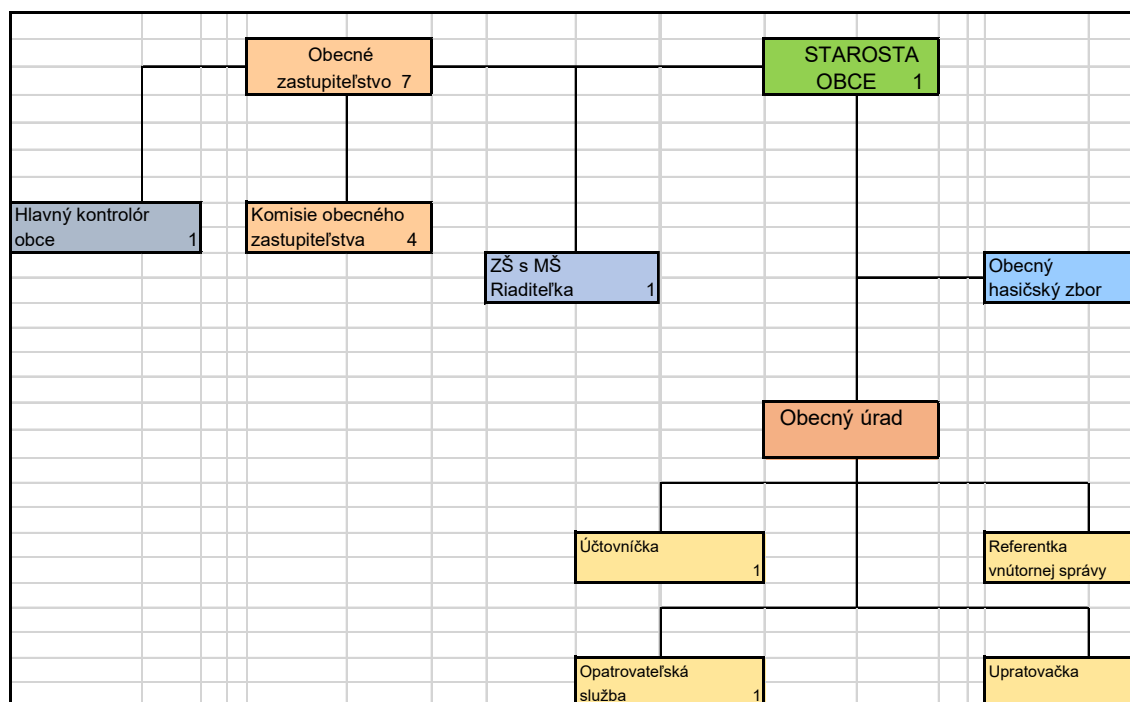 Obecné
zastupiteľstvo 7
STAROSTA
OBCE 1
Hlavný kontrolór
obce 1
Komisie obecného
zastupiteľstva 4
ZŠ s MŠ
Riaditeľka 1
Obecný
hasičský zbor
Obecný úrad
Účtovníčka
1
Referentka
vnútornej správy
Opatrovateľská
služba 1
Upratovačka